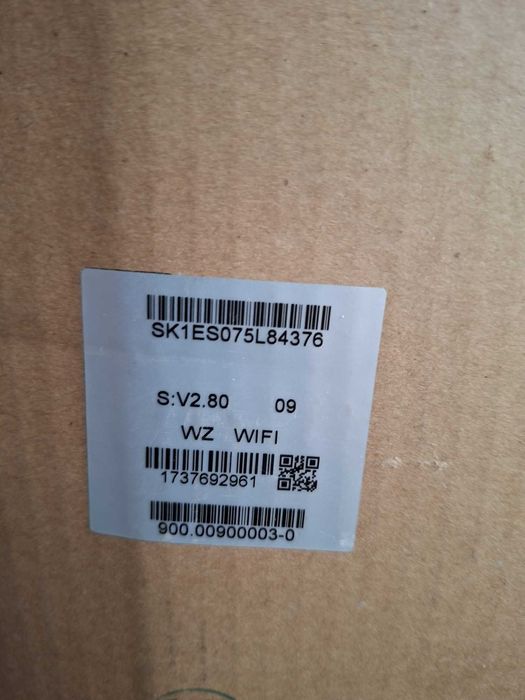 SK1ES075L84376
S:V2.80 09
WZ WIFI
1737692961
900.00900003-0